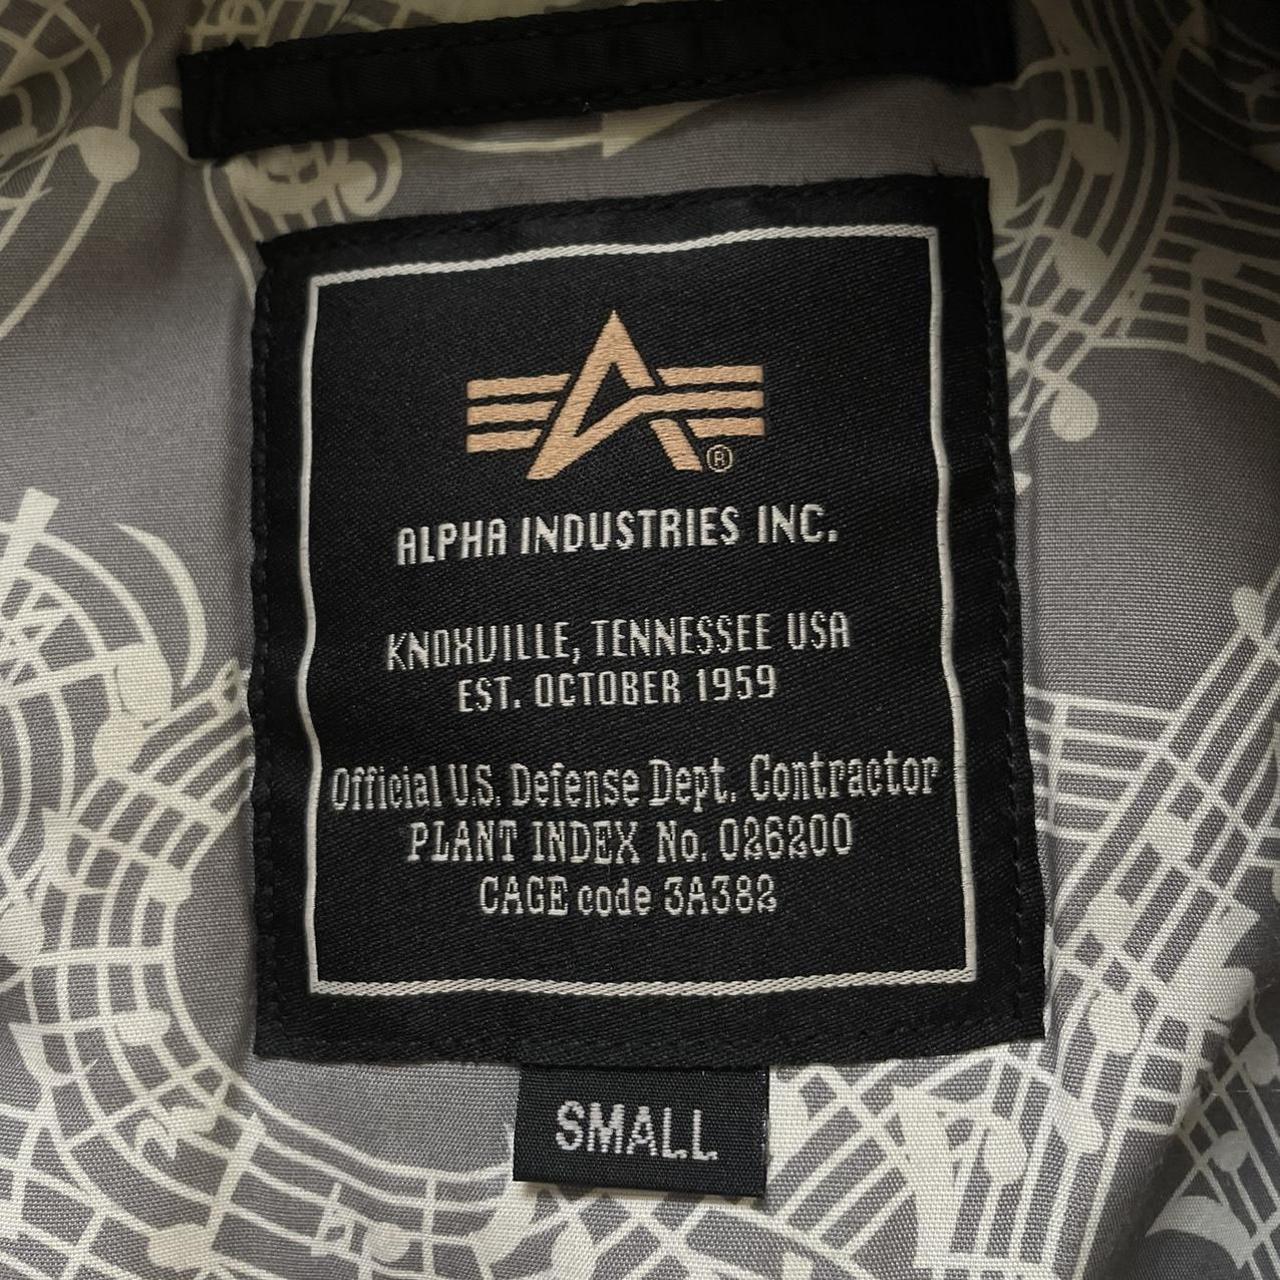 ®
ALPHA INDUSTRIES INC.
KNOXVILLE, TENNESSEE USA
EST. OCTOBER 1959
Official U.S. Defense Dept. Contractor
PLANT INDEX No. 026200
CAGE code 3A382
SMALL